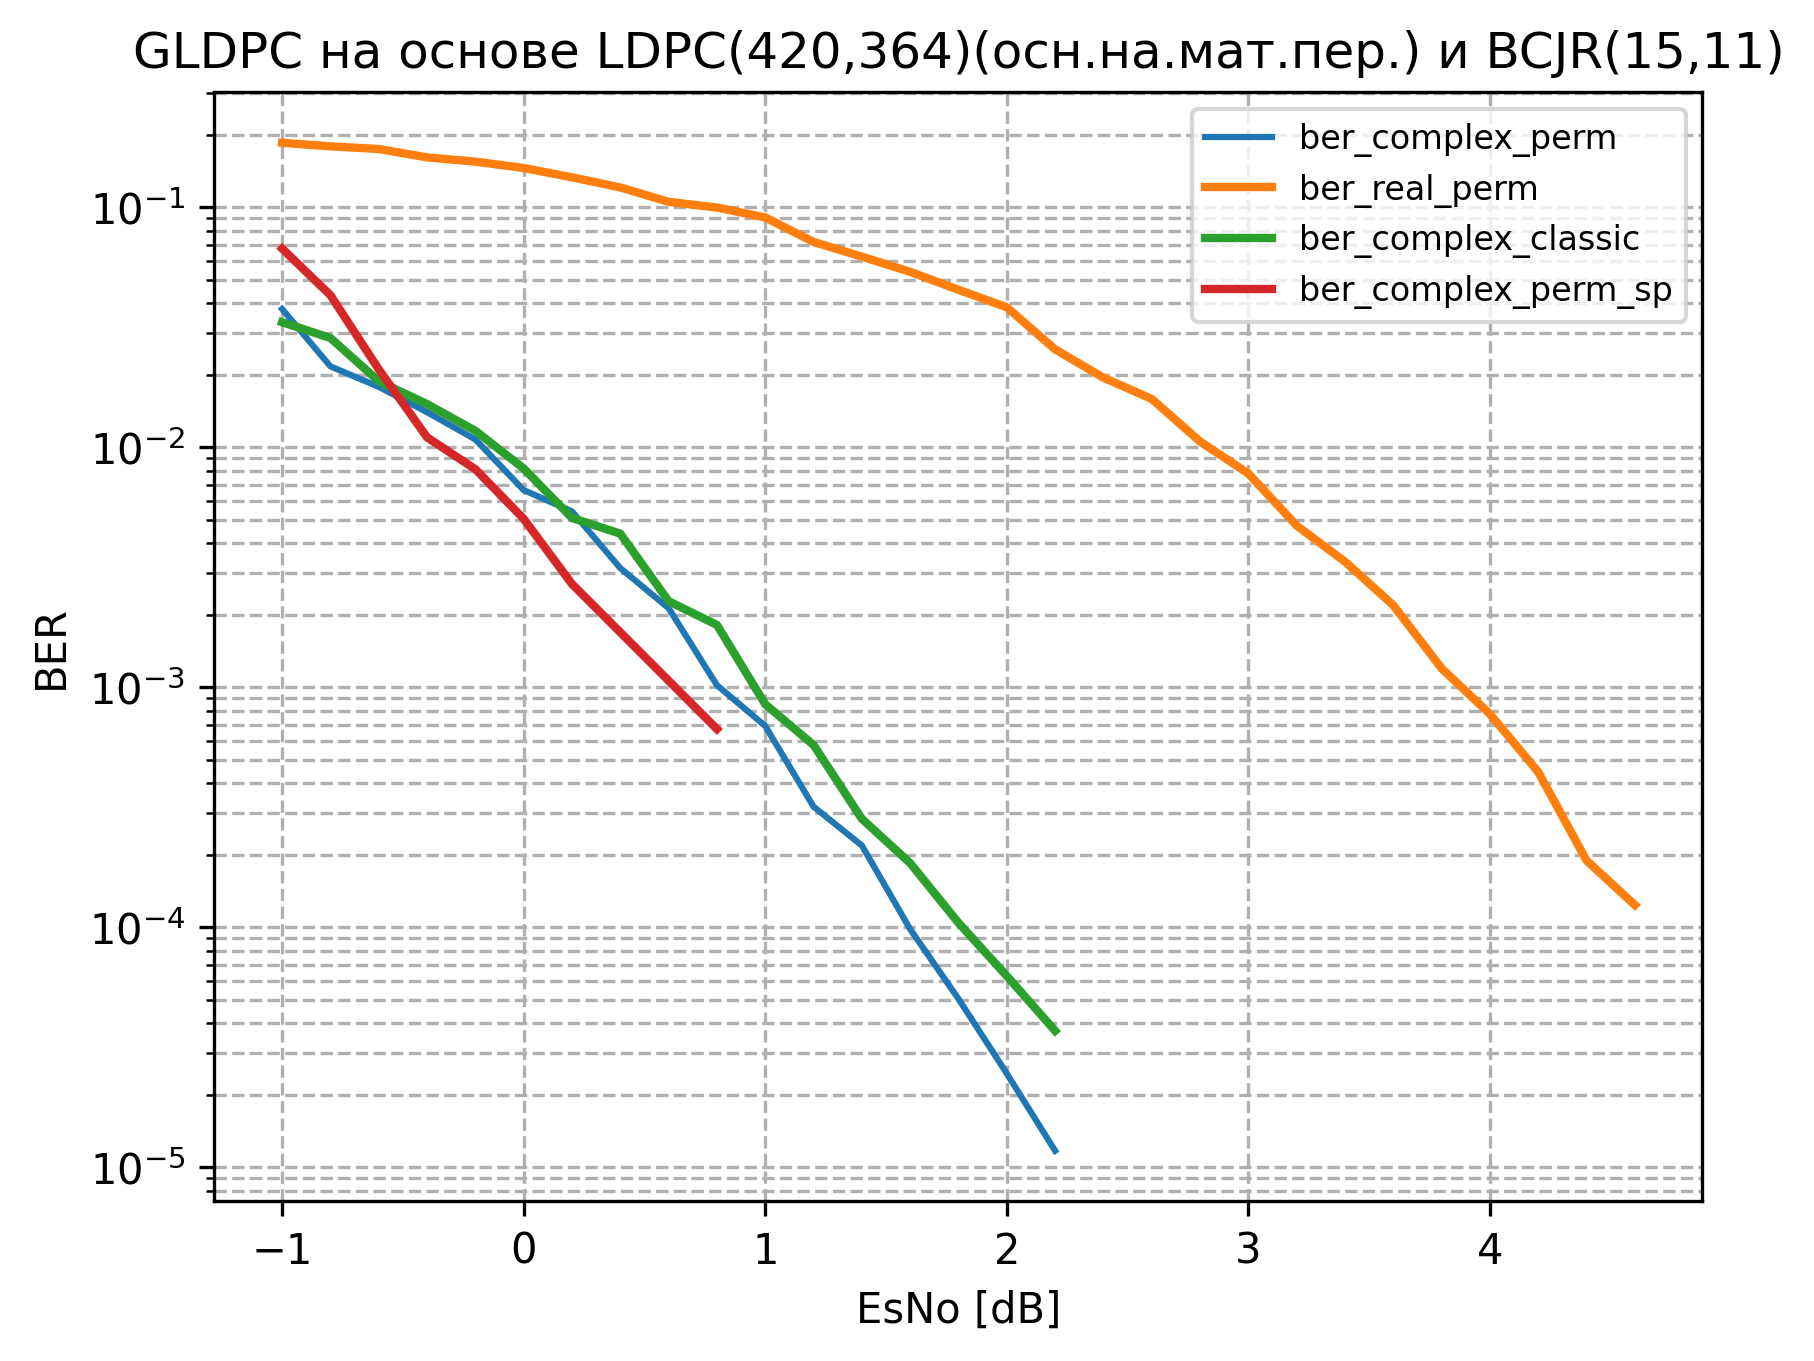 GLDPC на основе LDPC(420,364)(осн.на.мат.пер.) и BCJR(15,11)
ber_complex_perm
ber_real_perm
ber_complex_classic
ber_complex_perm_sp
BER
10⁻¹
10⁻²
10⁻³
10⁻⁴
10⁻⁵
−1 0 1 2 3 4
EsNo [dB]